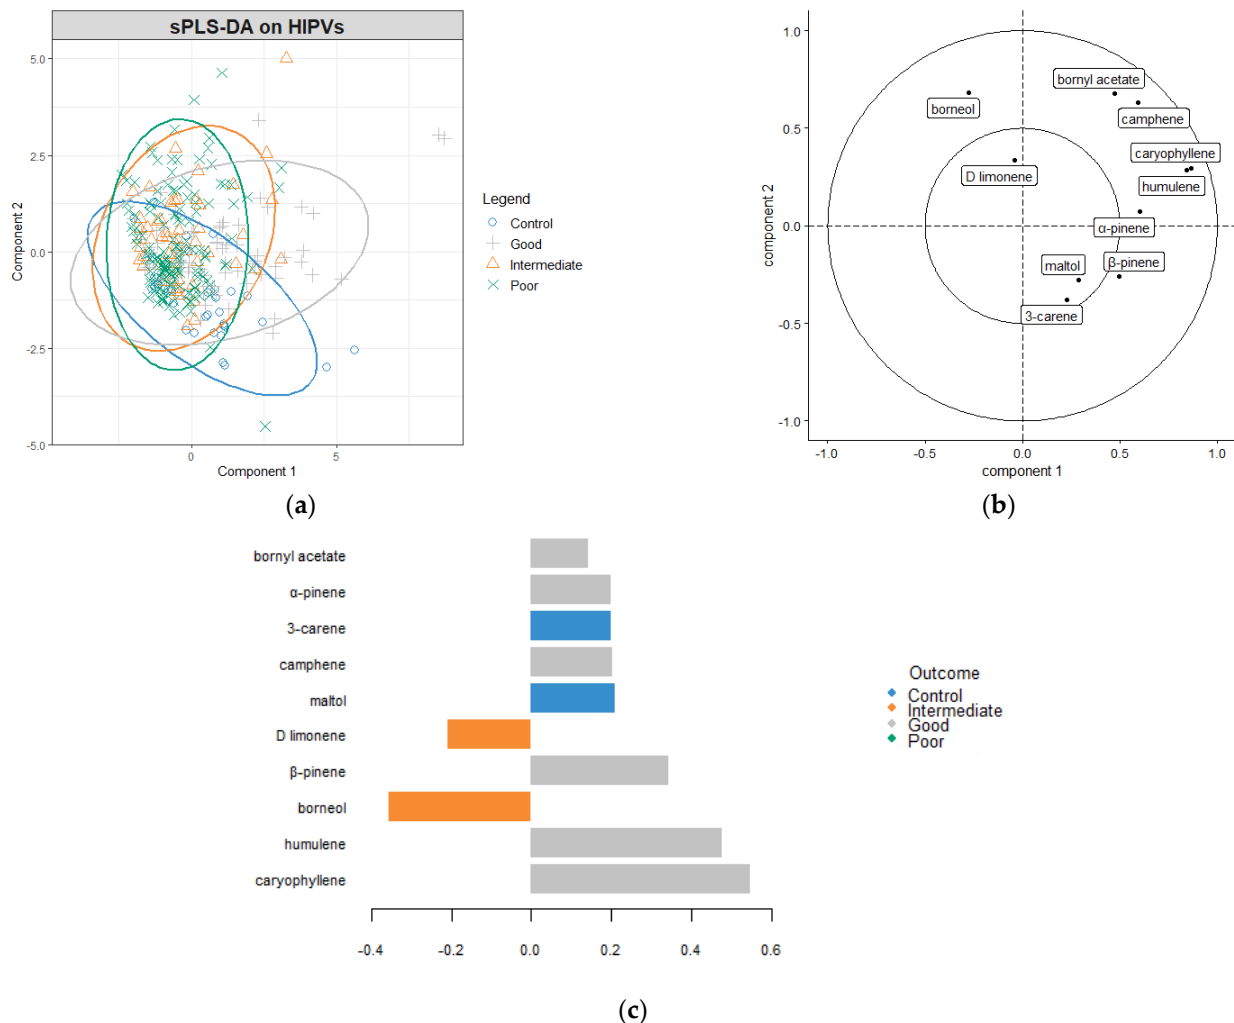 sPLS-DA on HIPVs
5.0
2.5
0.0
-2.5
-5.0
Component 2
0
5
Component 1
Legend
Control
Good
Intermediate
Poor
(a)
1.0
0.5
0.0
-0.5
-1.0
component 2
bornyl acetate
borneol
camphene
caryophyllene
D limonene
humulene
α-pinene
maltol
β-pinene
3-carene
-1.0
-0.5
0.0
0.5
1.0
component 1
(b)
bornyl acetate
α-pinene
3-carene
camphene
maltol
D limonene
β-pinene
borneol
humulene
caryophyllene
-0.4
-0.2
0.0
0.2
0.4
0.6
Outcome
Control
Intermediate
Good
Poor
(c)